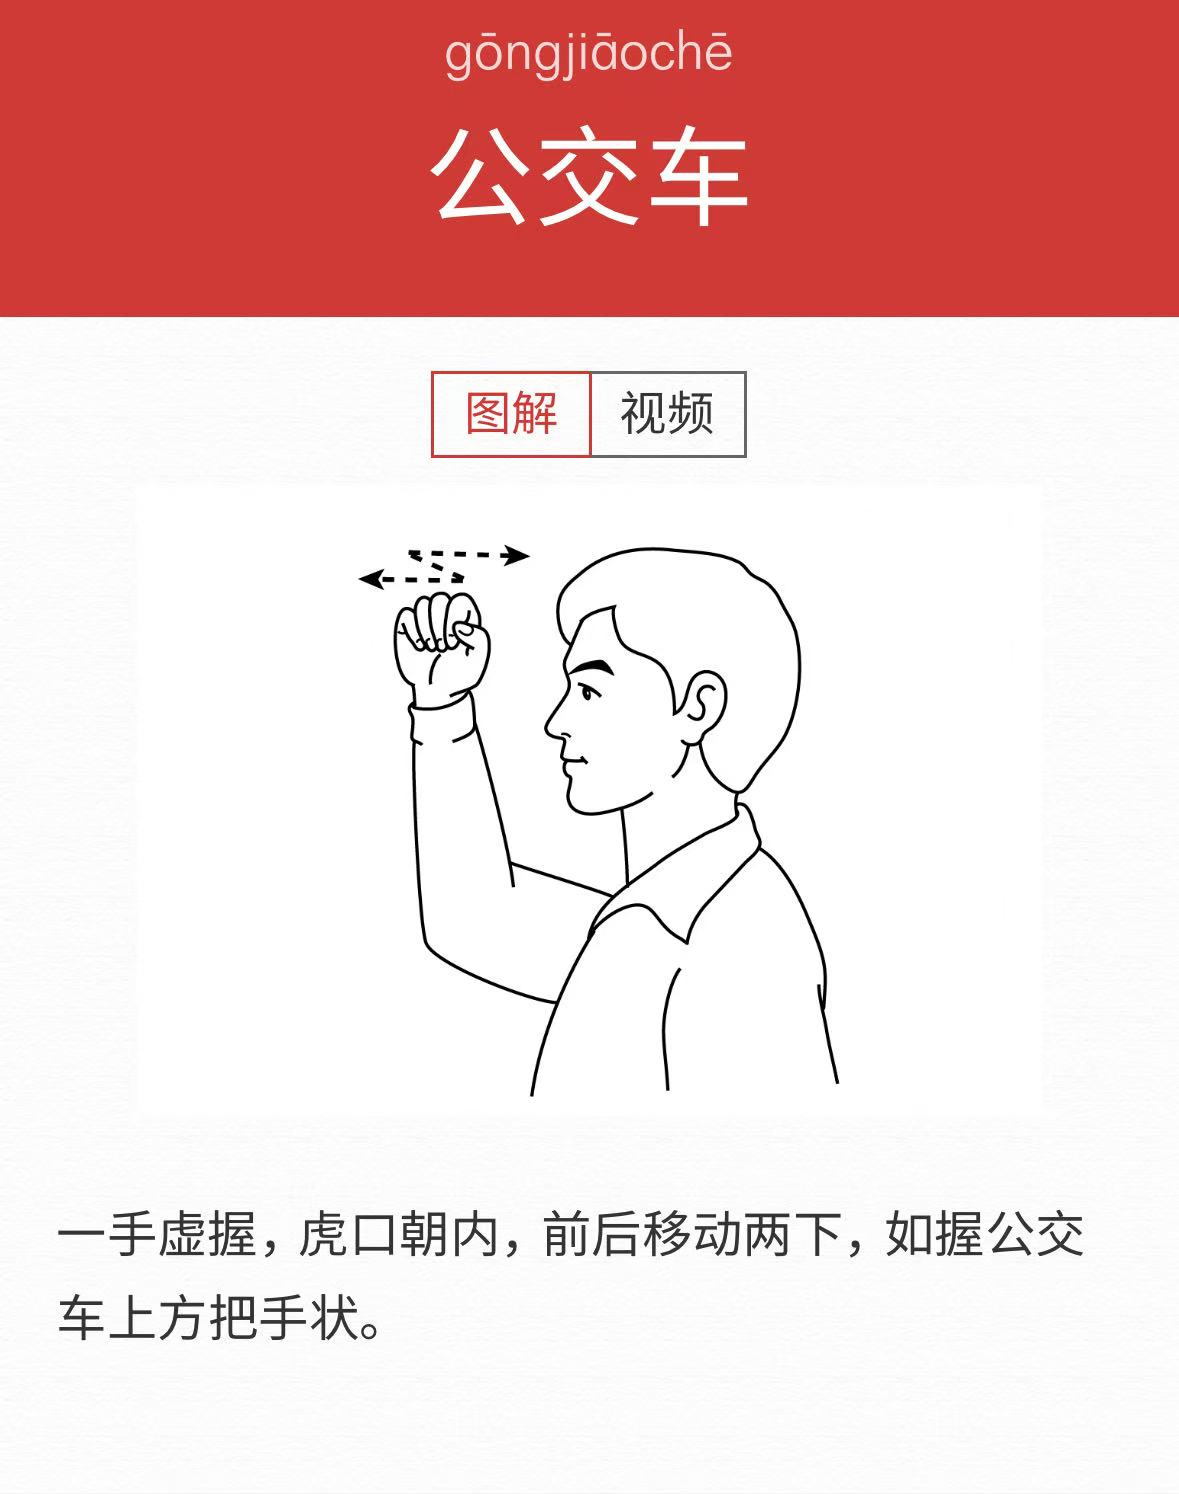 gōngjiāochē
公交车
图解 视频
一手虚握，虎口朝内，前后移动两下，如握公交
车上方把手状。